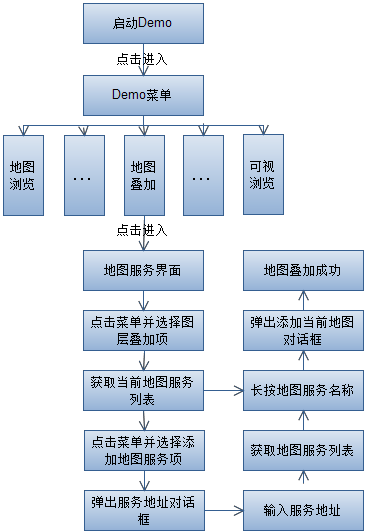 启动Demo
点击进入
Demo菜单
地图
浏览
...
地图
叠加
...
可视
浏览
点击进入
地图服务界面
地图叠加成功
点击菜单并选择图
层叠加项
弹出添加当前地图
对话框
获取当前地图服务
列表
长按地图服务名称
点击菜单并选择添
加地图服务项
获取地图服务列表
弹出服务地址对话
框
输入服务地址